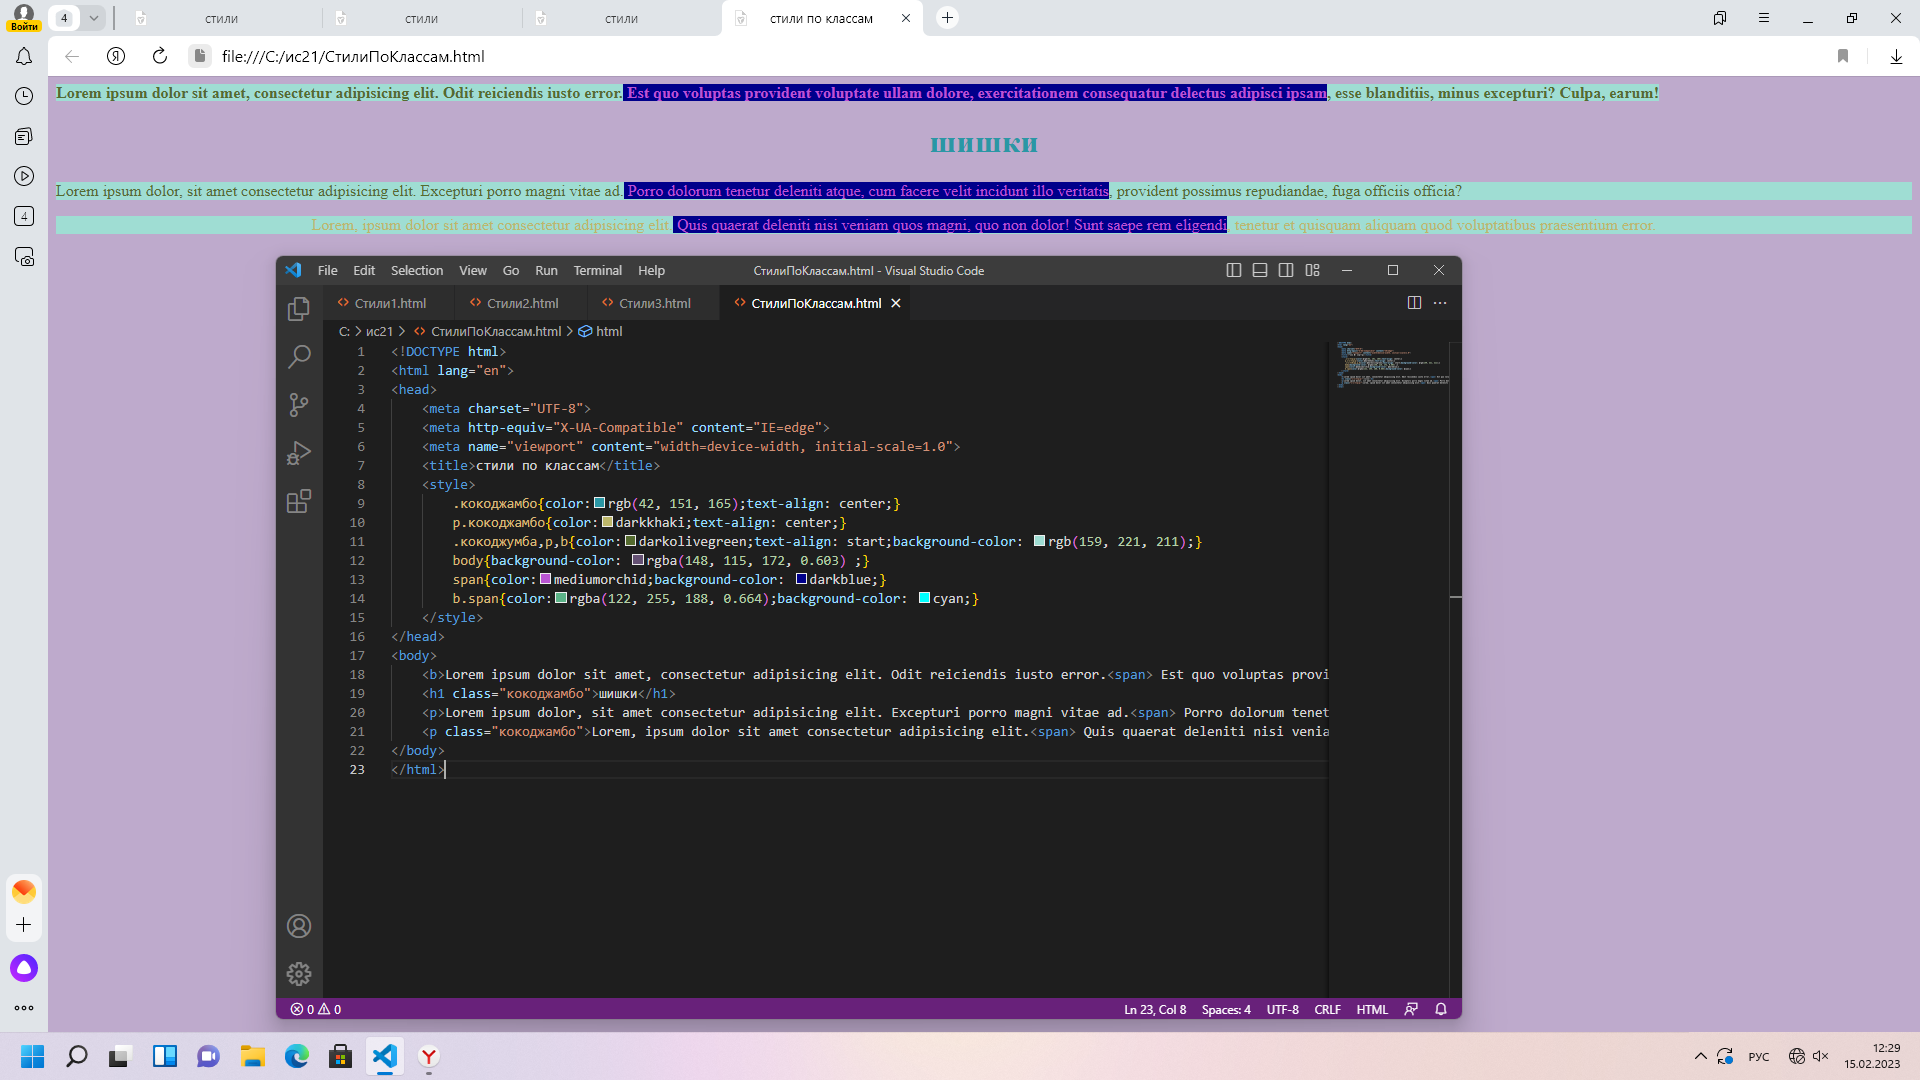 Войти
4
стили
стили
стили
стили по классам
file:///C:/ис21/СтилиПоКлассам.html
4
Lorem ipsum dolor sit amet, consectetur adipisicing elit. Odit reiciendis iusto error. Est quo voluptas provident voluptate ullam dolore, exercitationem consequatur delectus adipisci ipsam, esse blanditiis, minus excepturi? Culpa, earum!
шишки
Lorem ipsum dolor, sit amet consectetur adipisicing elit. Excepturi porro magni vitae ad. Porro dolorum tenetur deleniti atque, cum facere velit incidunt illo veritatis, provident possimus repudiandae, fuga officiis officia?
Lorem, ipsum dolor sit amet consectetur adipisicing elit. Quis quaerat deleniti nisi veniam quos magni, quo non dolor! Sunt saepe rem eligendi, tenetur et quisquam aliquam quod voluptatibus praesentium error.
File Edit Selection View Go Run Terminal Help СтилиПоКлассам.html - Visual Studio Code
Стили1.html Стили2.html Стили3.html СтилиПоКлассам.html
C: > ис21 > СтилиПоКлассам.html > html
1 <!DOCTYPE html>
2 <html lang="en">
3 <head>
4 <meta charset="UTF-8">
5 <meta http-equiv="X-UA-Compatible" content="IE=edge">
6 <meta name="viewport" content="width=device-width, initial-scale=1.0">
7 <title>стили по классам</title>
8 <style>
9 .кокоджамбо{color: rgb(42, 151, 165);text-align: center;}
10 p.кокоджамбо{color: darkkhaki;text-align: center;}
11 .кокоджумба,p,b{color: darkolivegreen;text-align: start;background-color: rgb(159, 221, 211);}
12 body{background-color: rgba(148, 115, 172, 0.603) ;}
13 span{color: mediumorchid;background-color: darkblue;}
14 b.span{color: rgba(122, 255, 188, 0.664);background-color: cyan;}
15 </style>
16 </head>
17 <body>
18 <b>Lorem ipsum dolor sit amet, consectetur adipisicing elit. Odit reiciendis iusto error.<span> Est quo voluptas provi
19 <h1 class="кокоджамбо">шишки</h1>
20 <p>Lorem ipsum dolor, sit amet consectetur adipisicing elit. Excepturi porro magni vitae ad.<span> Porro dolorum tenet
21 <p class="кокоджамбо">Lorem, ipsum dolor sit amet consectetur adipisicing elit.<span> Quis quaerat deleniti nisi venia
22 </body>
23 </html>
0 0 Ln 23, Col 8 Spaces: 4 UTF-8 CRLF HTML
РУС
12:29
15.02.2023